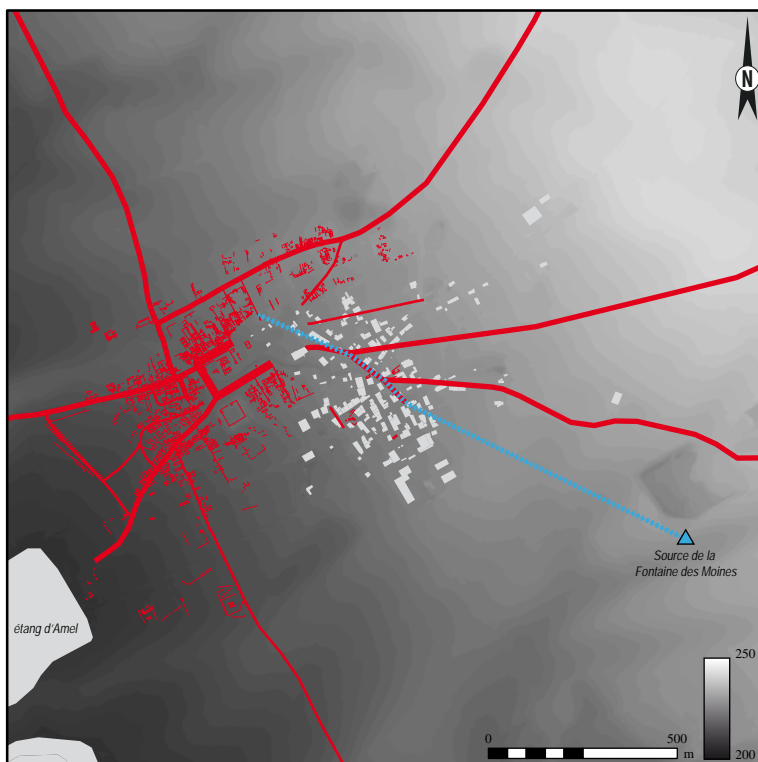 N
Source de la
Fontaine des Moines
étang d'Amel
250
200
0
500
m